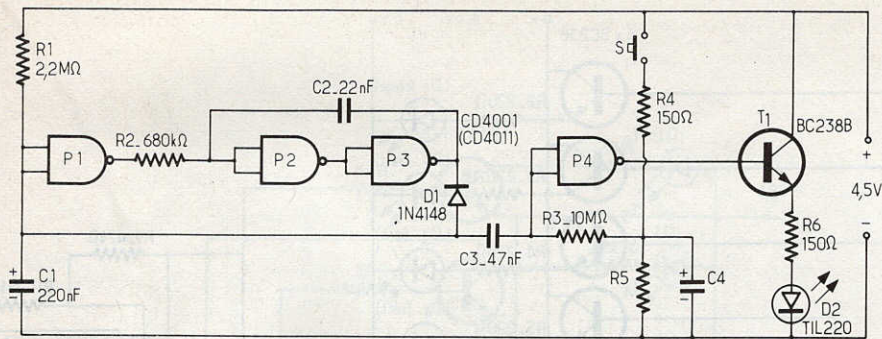 R1
2,2MΩ
C2_22nF
S
CD4001
(CD4011)
R4
150Ω
T1
BC238B
R2_680kΩ
P1
P2
P3
P4
+
4,5V
−
D1
1N4148
R3_10MΩ
R6
150Ω
C3_47nF
+
−
C1
220nF
R5
+
−
C4
D2
TIL220